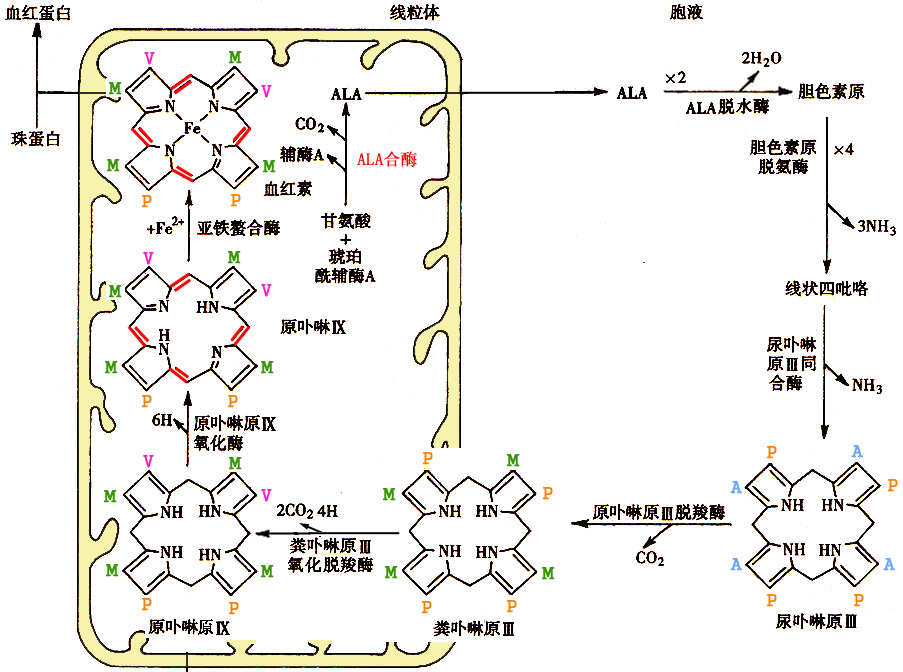 血红蛋白
线粒体
胞液
V
M
M
V
N
N
Fe
N
N
M
M
P
P
血红素
珠蛋白
ALA
CO2
辅酶A
ALA合酶
甘氨酸
+
琥珀
酰辅酶A
ALA
×2
2H2O
ALA脱水酶
胆色素原
胆色素原
脱氨酶
×4
3NH3
线状四吡咯
尿卟啉
原Ⅲ同
合酶
NH3
+Fe2+
亚铁螯合酶
V
M
M
V
N
HN
H
N
N
M
M
P
P
原卟啉Ⅸ
6H
原卟啉原Ⅸ
氧化酶
V
M
M
V
NH
HN
NH
HN
M
M
P
P
原卟啉原Ⅸ
2CO2 4H
粪卟啉原Ⅲ
氧化脱羧酶
P
M
M
P
NH
HN
NH
HN
M
M
P
P
粪卟啉原Ⅲ
原卟啉原Ⅲ脱羧酶
CO2
P
A
A
P
NH
HN
NH
HN
A
A
P
P
尿卟啉原Ⅲ